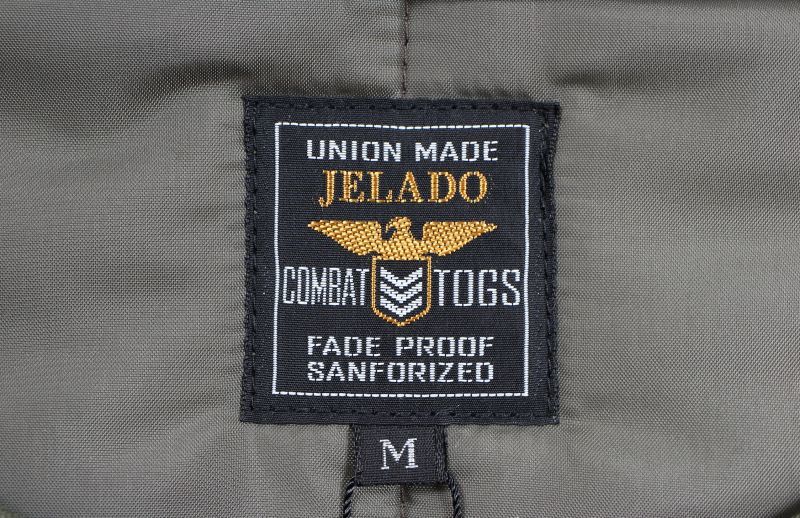 UNION MADE
JELADO
COMBAT TOGS
FADE PROOF
SANFORIZED
M